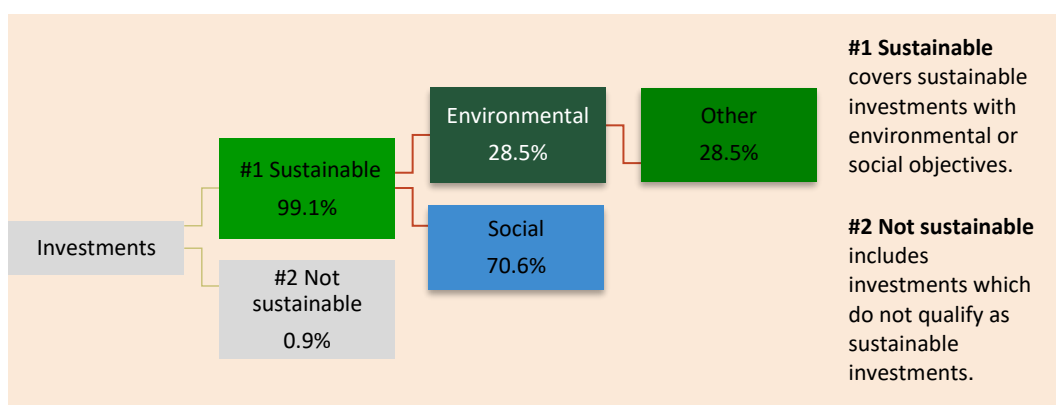 Investments
#1 Sustainable
99.1%
#2 Not
sustainable
0.9%
Environmental
28.5%
Social
70.6%
Other
28.5%
#1 Sustainable
covers sustainable
investments with
environmental or
social objectives.
#2 Not sustainable
includes
investments which
do not qualify as
sustainable
investments.